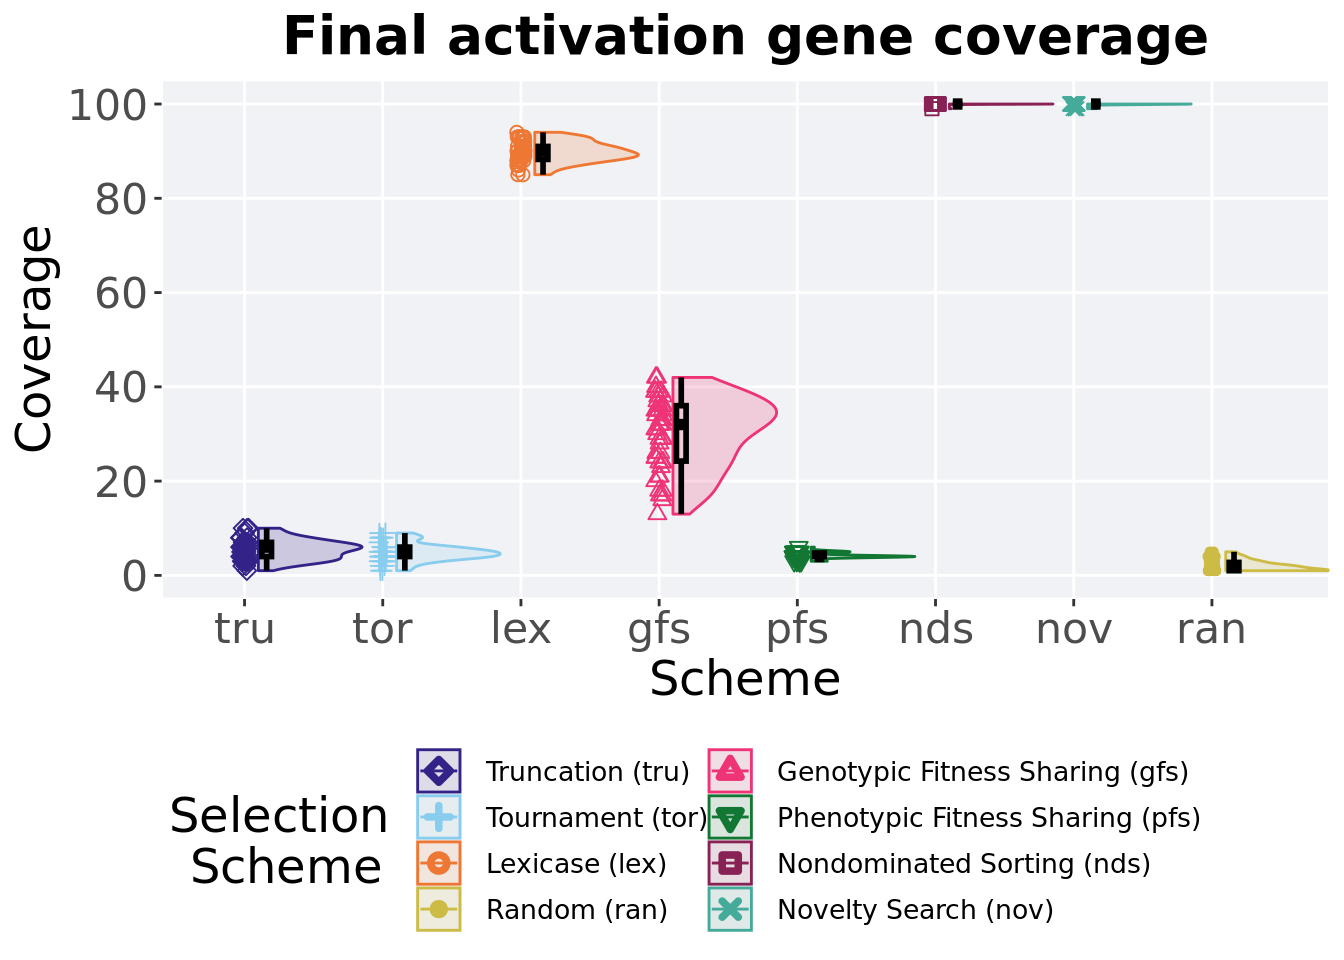 Final activation gene coverage
Coverage
100
80
60
40
20
0
tru tor lex gfs pfs nds nov ran
Scheme
Selection
Scheme
Truncation (tru)
Tournament (tor)
Lexicase (lex)
Random (ran)
Genotypic Fitness Sharing (gfs)
Phenotypic Fitness Sharing (pfs)
Nondominated Sorting (nds)
Novelty Search (nov)